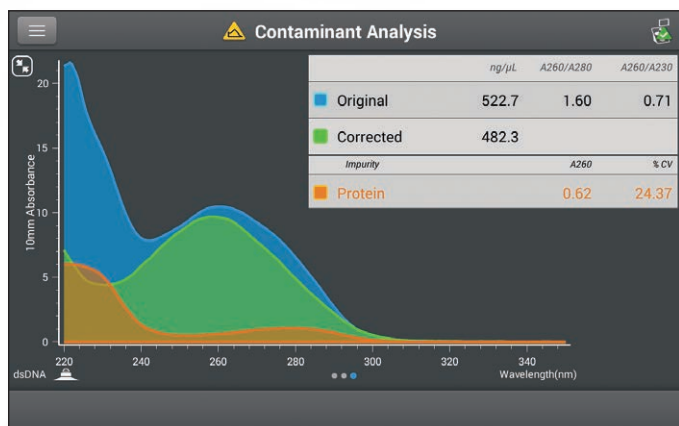 Contaminant Analysis
ng/µL A260/A280 A260/A230
Original 522.7 1.60 0.71
Corrected 482.3
Impurity A260 % CV
Protein 0.62 24.37
20
15
10
5
0
10mm Absorbance
220 240 260 280 300 320 340
dsDNA Wavelength(nm)